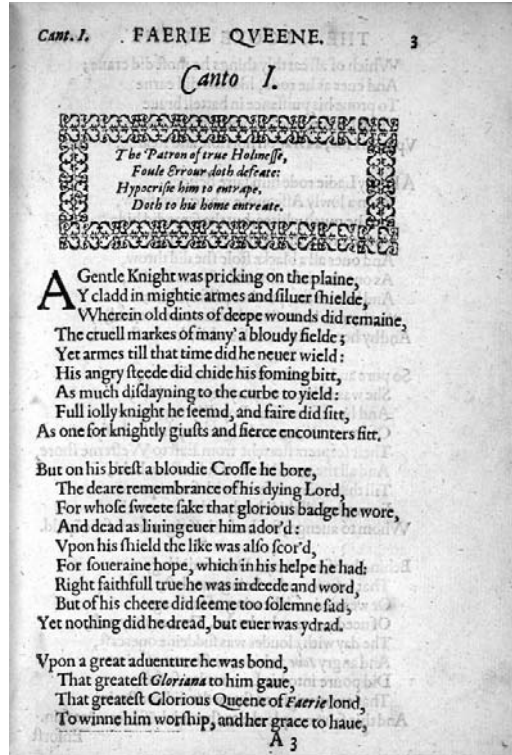 Cant. I. FAERIE QVEENE. 3
Canto I.
The Patron of true Holineſſe,
Foule Errour doth defeate:
Hypocriſie him to entrape,
Doth to his home entreate.
A Gentle Knight was pricking on the plaine,
Y cladd in mightie armes and ſiluer ſhielde,
Wherein old dints of deepe wounds did remaine,
The cruell markes of many' a bloudy fielde;
Yet armes till that time did he neuer wield:
His angry ſteede did chide his foming bitt,
As much diſdayning to the curbe to yield:
Full iolly knight he ſeemd, and faire did ſitt,
As one for knightly giuſts and fierce encounters fitt.
But on his breſt a bloudie Croſſe he bore,
The deare remembrance of his dying Lord,
For whoſe ſweete ſake that glorious badge he wore,
And dead as liuing euer him ador'd:
Vpon his ſhield the like was alſo ſcor'd,
For ſoueraine hope, which in his helpe he had:
Right faithfull true he was in deede and word,
But of his cheere did ſeeme too ſolemne ſad,
Yet nothing did he dread, but euer was ydrad.
Vpon a great aduenture he was bond,
That greateſt Gloriana to him gaue,
That greateſt Glorious Queene of Faerie lond,
To winne him worſhip, and her grace to haue,
A 3